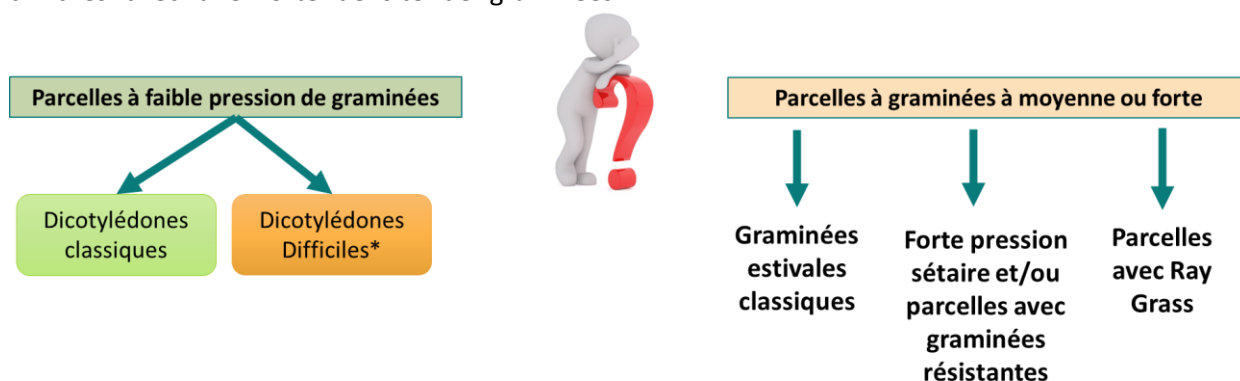 Parcelles à faible pression de graminées
Dicotylédones
classiques
Dicotylédones
Difficiles*
Parcelles à graminées à moyenne ou forte
Graminées
estivales
classiques
Forte pression
sétaire et/ou
parcelles avec
graminées
résistantes
Parcelles
avec Ray
Grass